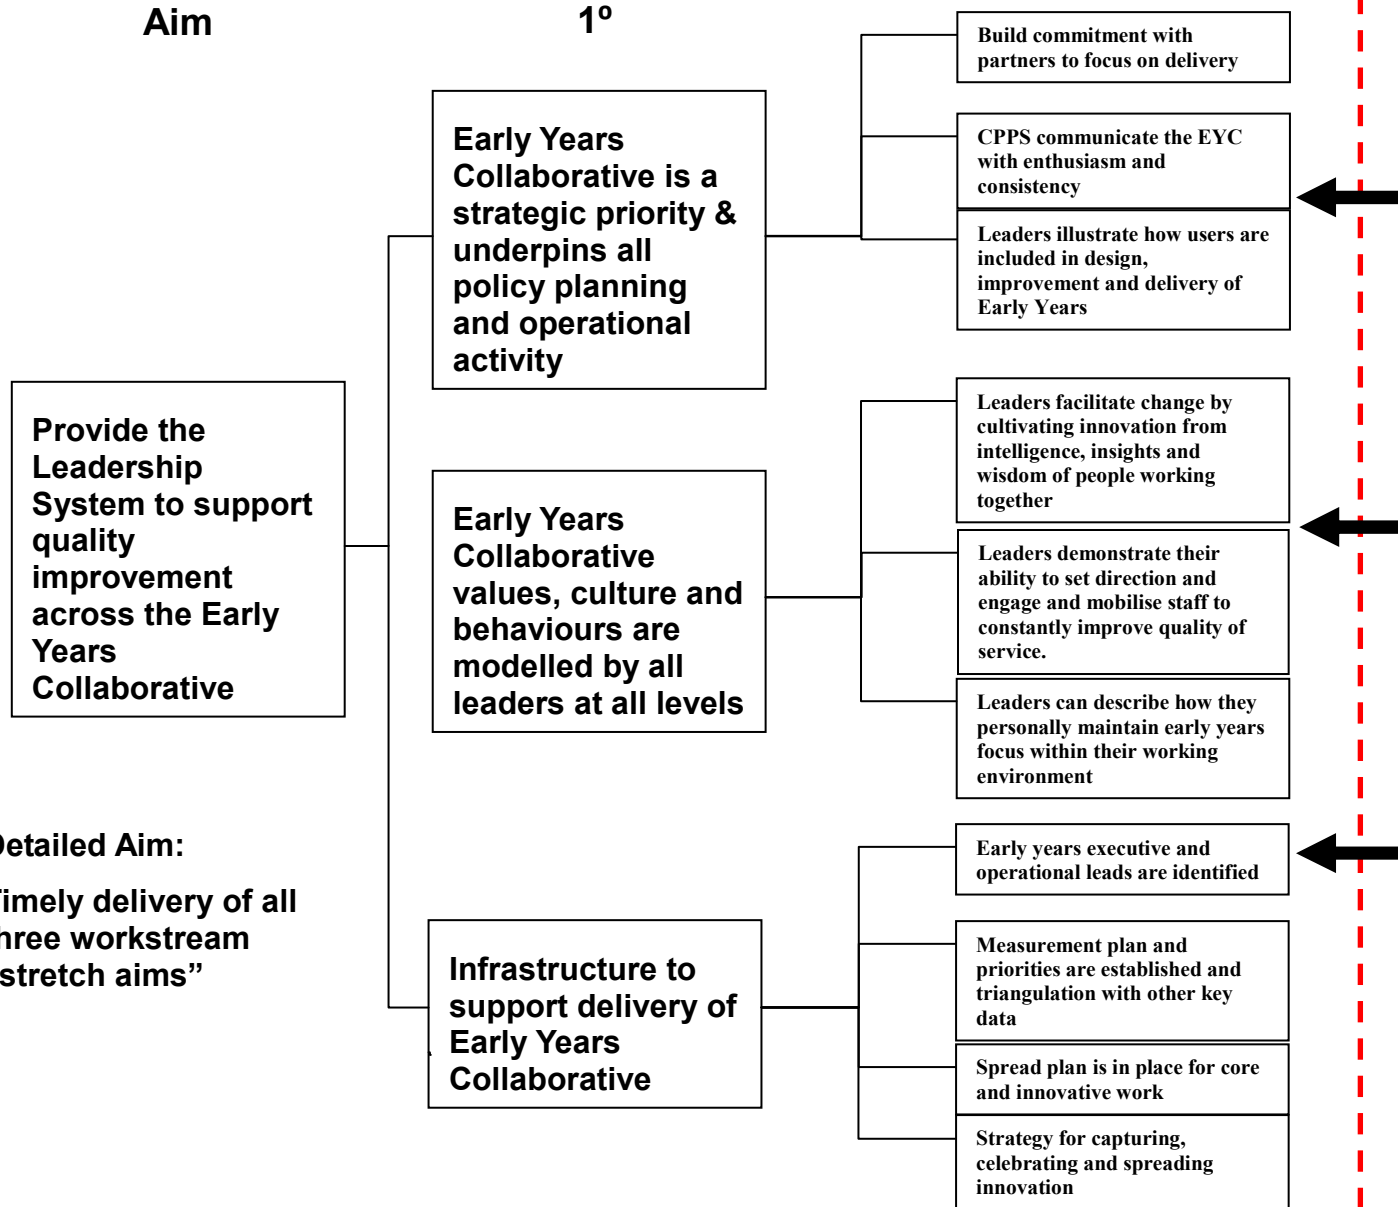 Aim
1º
Provide the
Leadership
System to support
quality
improvement
across the Early
Years
Collaborative
Detailed Aim:
Timely delivery of all
three workstream
stretch aims”
Early Years
Collaborative is a
strategic priority &
underpins all
policy planning
and operational
activity
Early Years
Collaborative
values, culture and
behaviours are
modelled by all
leaders at all levels
Infrastructure to
support delivery of
Early Years
Collaborative
Build commitment with
partners to focus on delivery
CPPS communicate the EYC
with enthusiasm and
consistency
Leaders illustrate how users are
included in design,
improvement and delivery of
Early Years
Leaders facilitate change by
cultivating innovation from
intelligence, insights and
wisdom of people working
together
Leaders demonstrate their
ability to set direction and
engage and mobilise staff to
constantly improve quality of
service.
Leaders can describe how they
personally maintain early years
focus within their working
environment
Early years executive and
operational leads are identified
Measurement plan and
priorities are established and
triangulation with other key
data
Spread plan is in place for core
and innovative work
Strategy for capturing,
celebrating and spreading
innovation